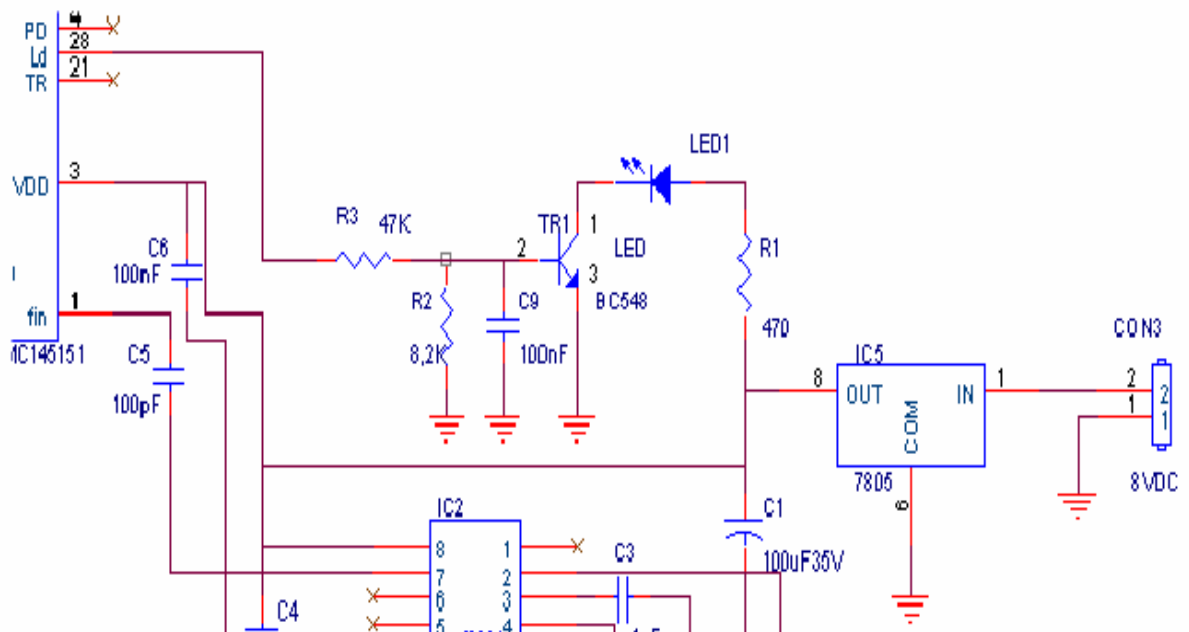 PD 4
Ld 28
TR 21
VDD 3
fin 1
MC145151
C6
100nF
C5
100pF
R3 47K
R2
8,2K
C9
100nF
TR1
1
2
3
LED
BC548
LED1
R1
470
IC5
8 OUT IN 1
COM
7805
6
CON3
2 2
1 1
8VDC
IC2
8 1
7 2
6 3
5 4
C3
C1
100uF35V
C4